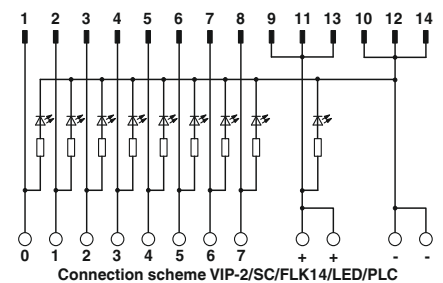 1 2 3 4 5 6 7 8 9 11 13 10 12 14
0 1 2 3 4 5 6 7 + + - -
Connection scheme VIP-2/SC/FLK14/LED/PLC